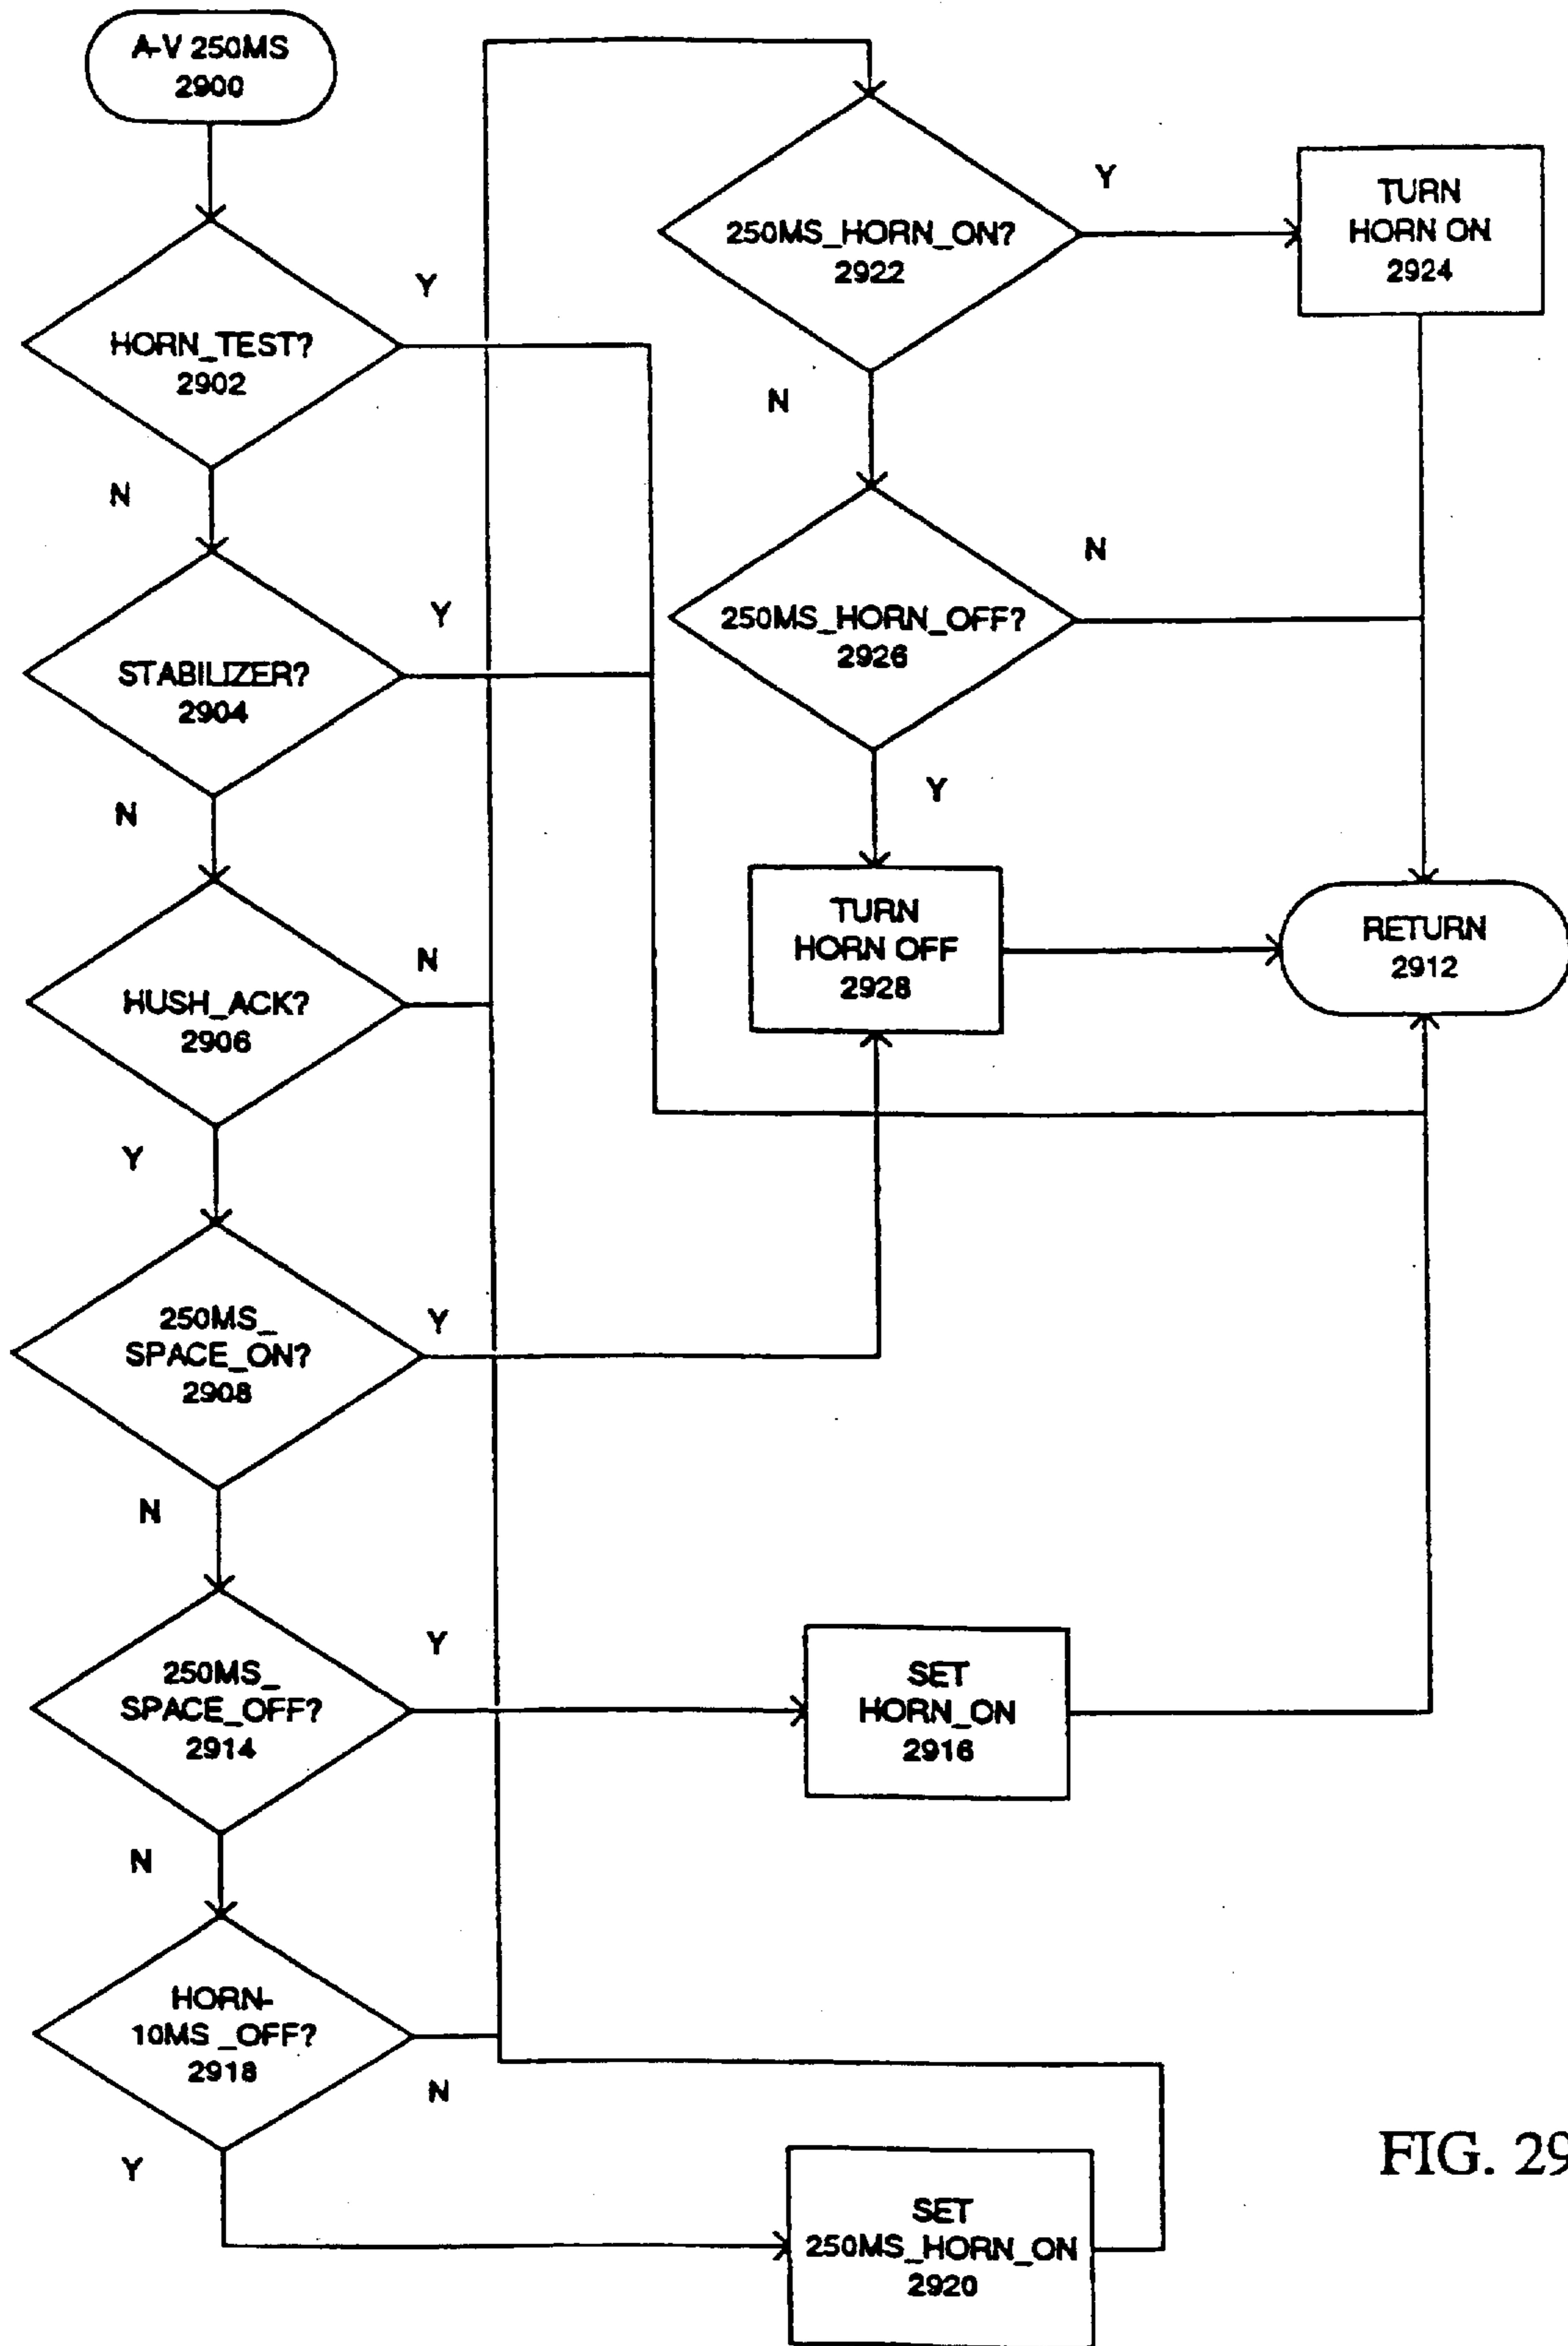 A-V 250MS
2900
Y
HORN_TEST?
2902
N
Y
STABILIZER?
2904
N
N
HUSH_ACK?
2906
Y
250MS_
SPACE_ON?
2908
Y
N
250MS_
SPACE_OFF?
2914
Y
N
HORN-
10MS_OFF?
2918
N
Y
250MS_HORN_ON?
2922
Y
TURN
HORN ON
2924
N
250MS_HORN_OFF?
2926
N
Y
TURN
HORN OFF
2928
RETURN
2912
SET
HORN_ON
2916
SET
250MS_HORN_ON
2920
FIG. 29